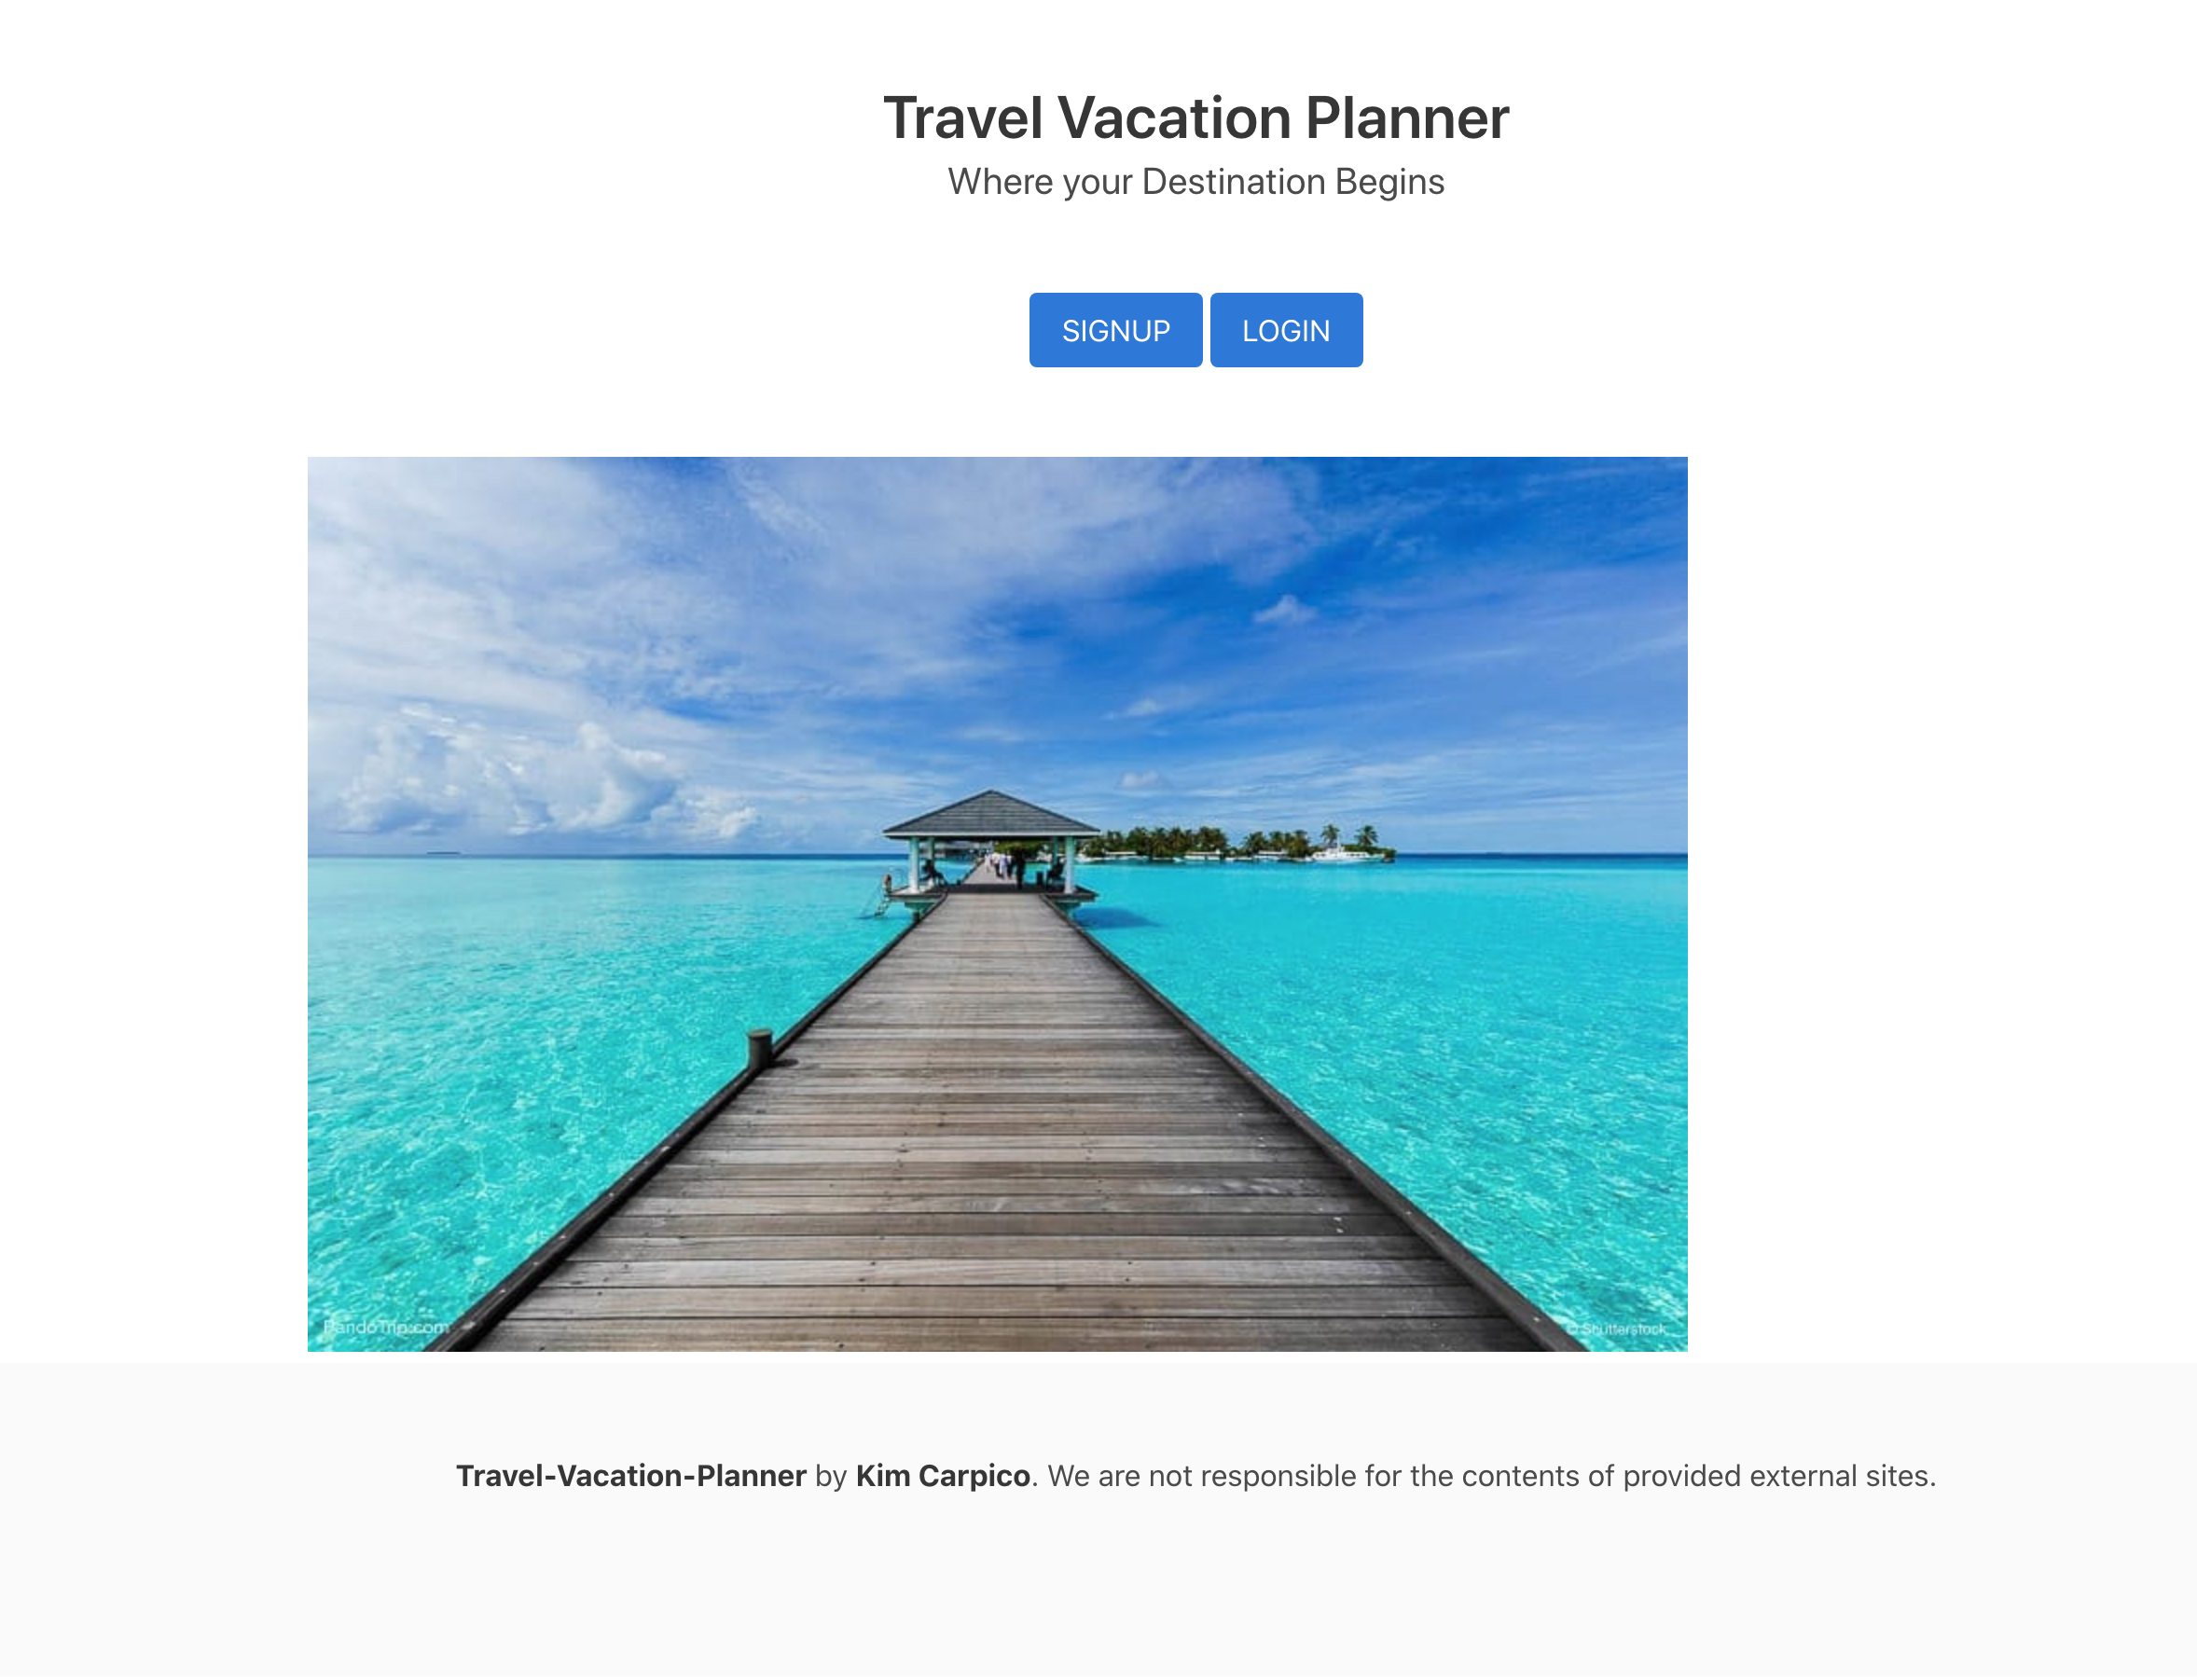 Travel Vacation Planner
Where your Destination Begins
SIGNUP LOGIN
PandoTrip.com
© Shutterstock
Travel-Vacation-Planner by Kim Carpico. We are not responsible for the contents of provided external sites.